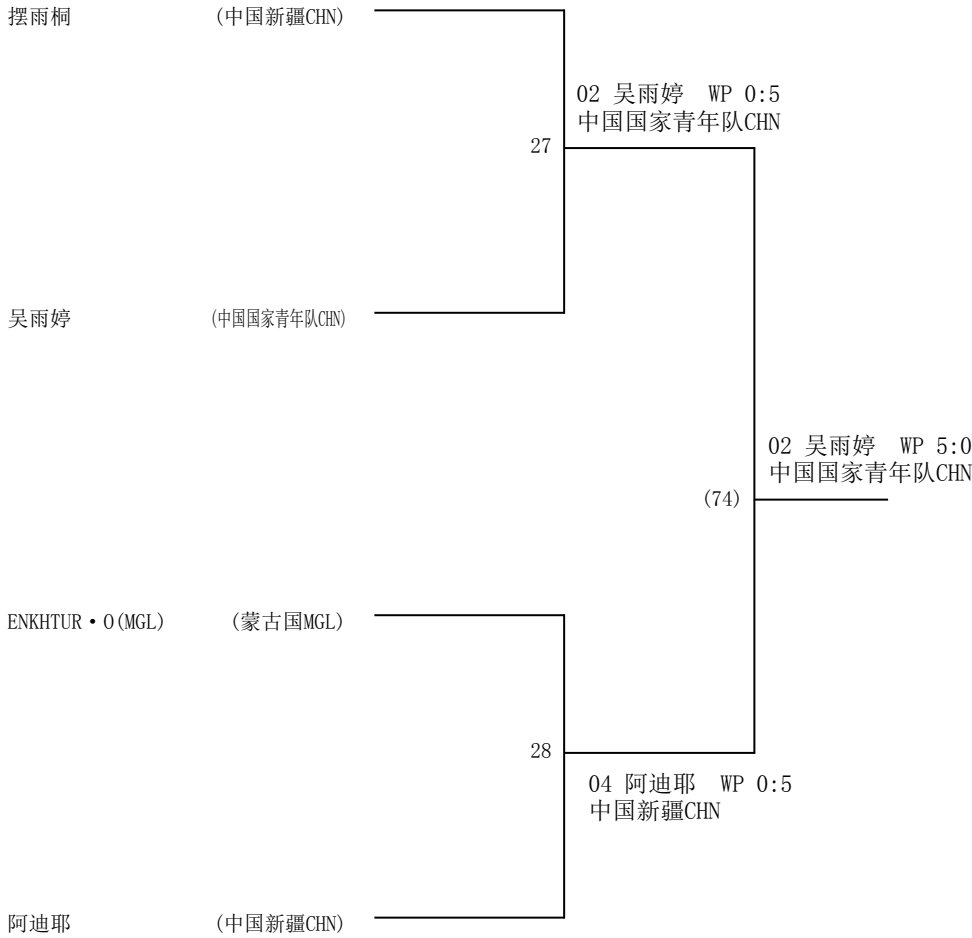 摆雨桐 (中国新疆CHN)
02 吴雨婷 WP 0:5
中国国家青年队CHN
27
吴雨婷 (中国国家青年队CHN)
02 吴雨婷 WP 5:0
中国国家青年队CHN
(74)
ENKHTUR·O(MGL) (蒙古国MGL)
28
04 阿迪耶 WP 0:5
中国新疆CHN
阿迪耶 (中国新疆CHN)